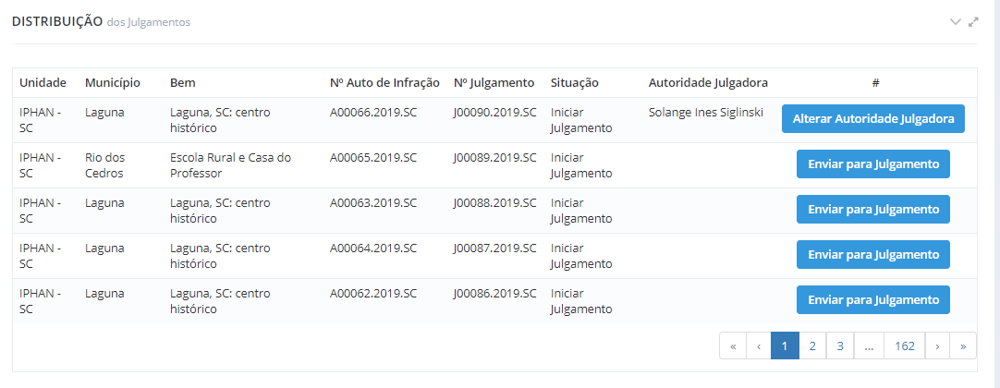 DISTRIBUIÇÃO dos Julgamentos
Unidade Município Bem Nº Auto de Infração Nº Julgamento Situação Autoridade Julgadora #
IPHAN - SC Laguna Laguna, SC: centro histórico A00066.2019.SC J00090.2019.SC Iniciar Julgamento Solange Ines Siglinski Alterar Autoridade Julgadora
IPHAN - SC Rio dos Cedros Escola Rural e Casa do Professor A00065.2019.SC J00089.2019.SC Iniciar Julgamento Enviar para Julgamento
IPHAN - SC Laguna Laguna, SC: centro histórico A00063.2019.SC J00088.2019.SC Iniciar Julgamento Enviar para Julgamento
IPHAN - SC Laguna Laguna, SC: centro histórico A00064.2019.SC J00087.2019.SC Iniciar Julgamento Enviar para Julgamento
IPHAN - SC Laguna Laguna, SC: centro histórico A00062.2019.SC J00086.2019.SC Iniciar Julgamento Enviar para Julgamento
« ‹ 1 2 3 ... 162 › »